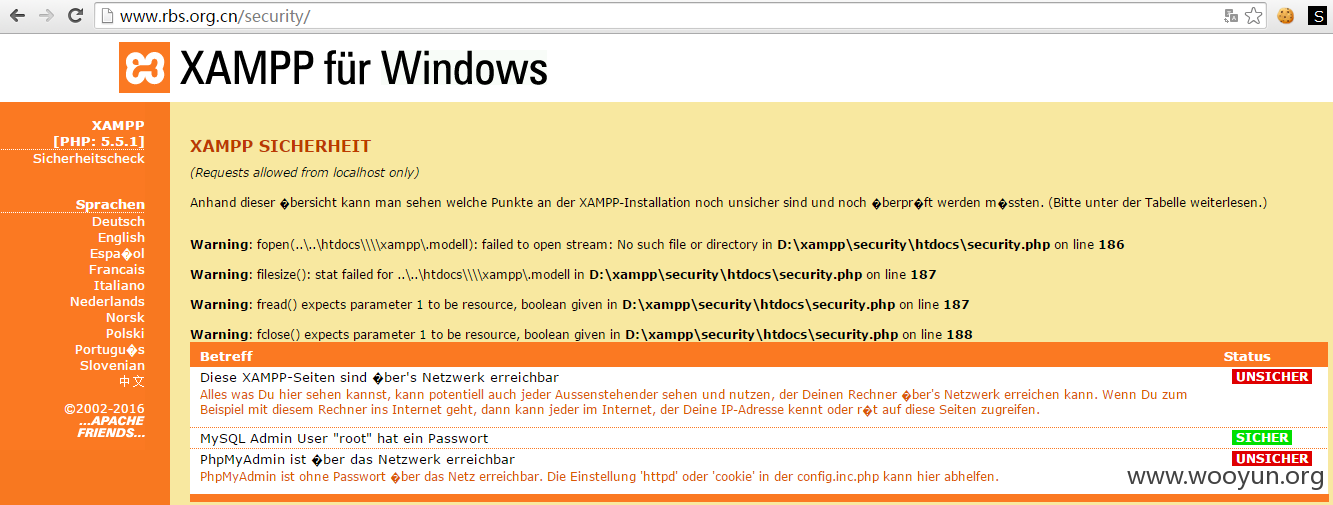 www.rbs.org.cn/security/
S
XAMPP für Windows
XAMPP
[PHP: 5.5.1]
Sicherheitscheck
Sprachen
Deutsch
English
Espa�ol
Francais
Italiano
Nederlands
Norsk
Polski
Portugu�s
Slovenian
中文
©2002-2016
...APACHE
FRIENDS...
XAMPP SICHERHEIT
(Requests allowed from localhost only)
Anhand dieser �bersicht kann man sehen welche Punkte an der XAMPP-Installation noch unsicher sind und noch �berpr�ft werden m�ssten. (Bitte unter der Tabelle weiterlesen.)
Warning: fopen(..\..\htdocs\\\\xampp\.modell): failed to open stream: No such file or directory in D:\xampp\security\htdocs\security.php on line 186
Warning: filesize(): stat failed for ..\..\htdocs\\\\xampp\.modell in D:\xampp\security\htdocs\security.php on line 187
Warning: fread() expects parameter 1 to be resource, boolean given in D:\xampp\security\htdocs\security.php on line 187
Warning: fclose() expects parameter 1 to be resource, boolean given in D:\xampp\security\htdocs\security.php on line 188
Betreff Status
Diese XAMPP-Seiten sind �ber's Netzwerk erreichbar UNSICHER
Alles was Du hier sehen kannst, kann potentiell auch jeder Aussenstehender sehen und nutzen, der Deinen Rechner �ber's Netzwerk erreichen kann. Wenn Du zum
Beispiel mit diesem Rechner ins Internet geht, dann kann jeder im Internet, der Deine IP-Adresse kennt oder r�t auf diese Seiten zugreifen.
MySQL Admin User "root" hat ein Passwort SICHER
PhpMyAdmin ist �ber das Netzwerk erreichbar UNSICHER
PhpMyAdmin ist ohne Passwort �ber das Netz erreichbar. Die Einstellung 'httpd' oder 'cookie' in der config.inc.php kann hier abhelfen.
www.wooyun.org